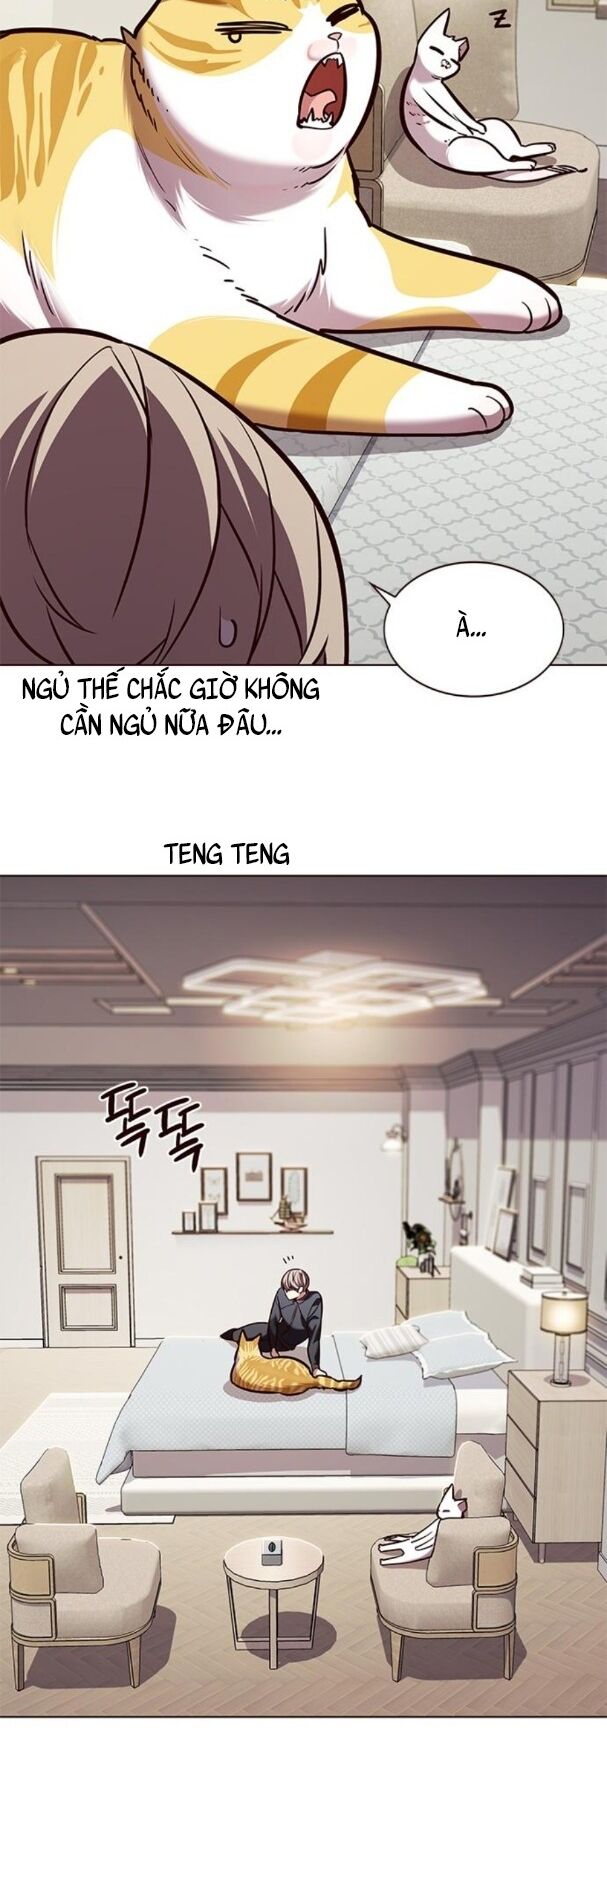 Z
À...
NGỦ THẾ CHẮC GIỜ KHÔNG
CẦN NGỦ NỮA ĐÂU...
TENG TENG
똑똑